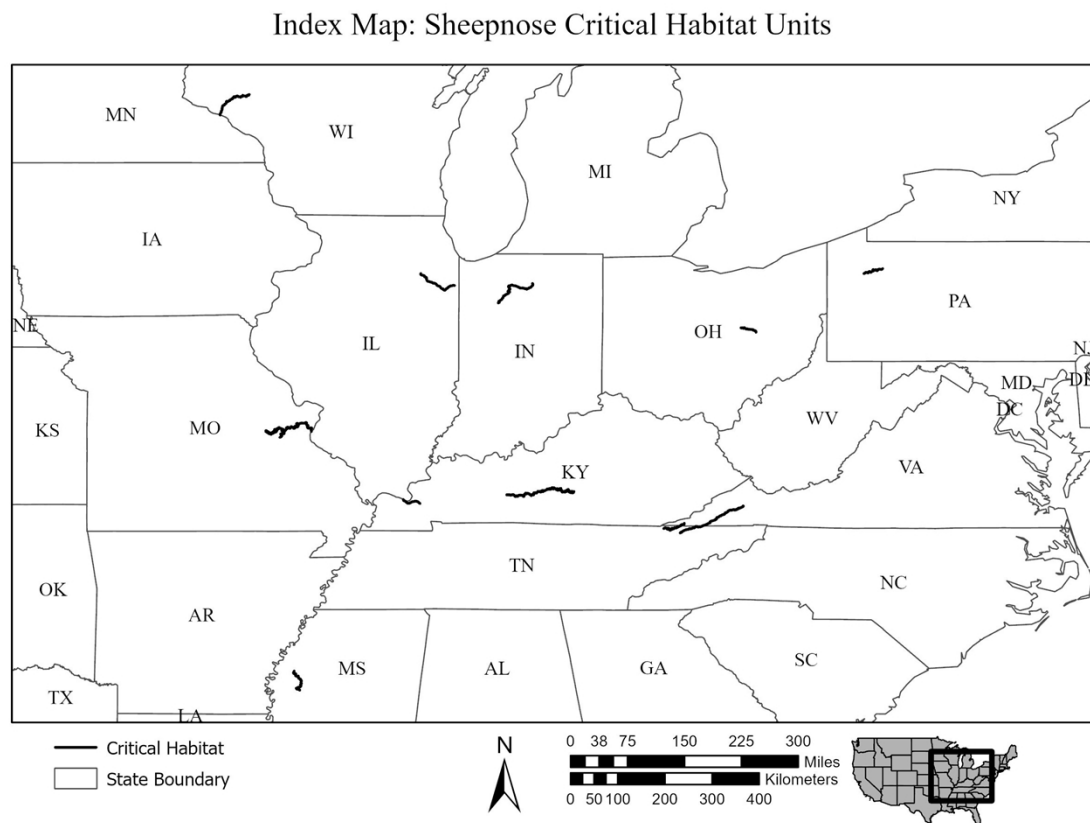 Index Map: Sheepnose Critical Habitat Units
MN
WI
MI
NY
IA
PA
NE
IL
IN
OH
NJ
MD
DE
DC
KS
MO
WV
VA
KY
OK
TN
NC
AR
MS
AL
GA
SC
TX
LA
Critical Habitat
State Boundary
N
0 38 75 150 225 300
Miles
Kilometers
0 50 100 200 300 400